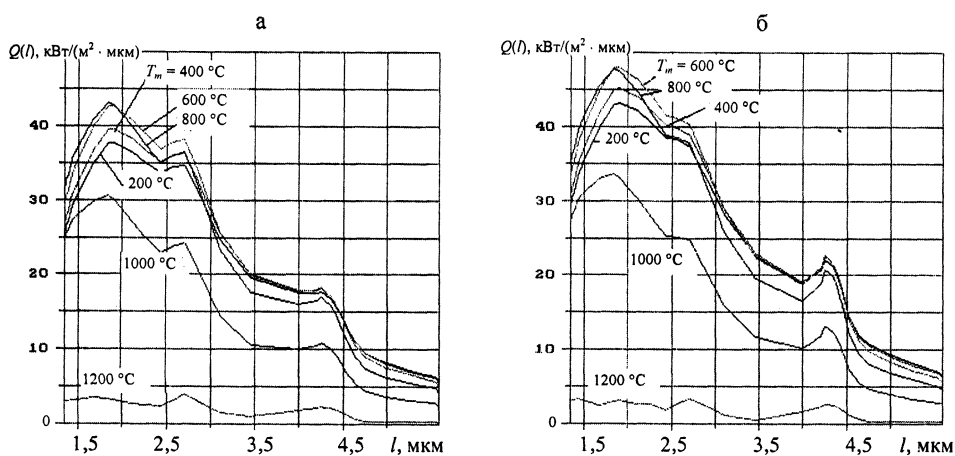 а
Q(l), кВт/(м² · мкм)
Tm = 400 °C
600 °C
800 °C
40
200 °C
30
20
1000 °C
10
1200 °C
0
1,5 2 2,5 3,5 4,5 l, мкм
б
Q(l), кВт/(м² · мкм)
Tm = 600 °C
800 °C
400 °C
40
200 °C
30
1000 °C
20
10
1200 °C
0
1,5 2 2,5 3,5 4,5 l, мкм